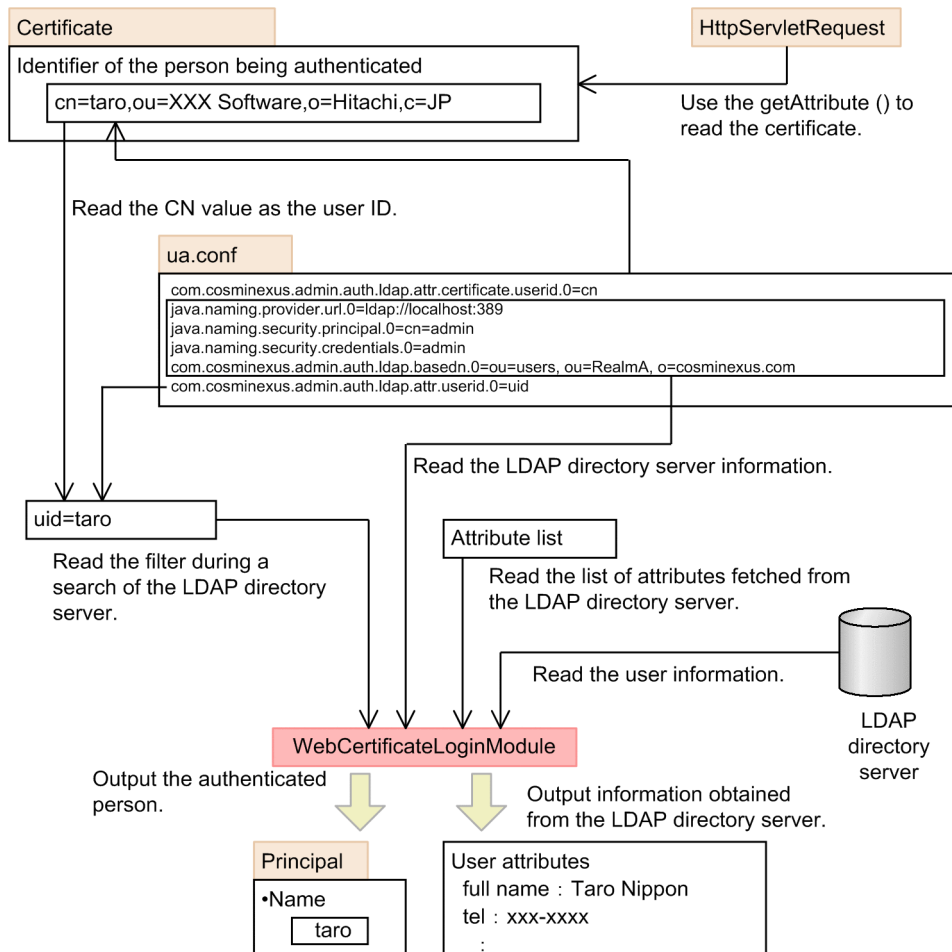 Certificate
HttpServletRequest
Identifier of the person being authenticated
cn=taro,ou=XXX Software,o=Hitachi,c=JP
Use the getAttribute () to
read the certificate.
Read the CN value as the user ID.
ua.conf
com.cosminexus.admin.auth.ldap.attr.certificate.userid.0=cn
java.naming.provider.url.0=ldap://localhost:389
java.naming.security.principal.0=cn=admin
java.naming.security.credentials.0=admin
com.cosminexus.admin.auth.ldap.basedn.0=ou=users, ou=RealmA, o=cosminexus.com
com.cosminexus.admin.auth.ldap.attr.userid.0=uid
Read the LDAP directory server information.
uid=taro
Attribute list
Read the filter during a
search of the LDAP directory
server.
Read the list of attributes fetched from
the LDAP directory server.
Read the user information.
LDAP
directory
server
WebCertificateLoginModule
Output the authenticated
person.
Output information obtained
from the LDAP directory server.
Principal
•Name
taro
User attributes
full name : Taro Nippon
tel : xxx-xxxx
: